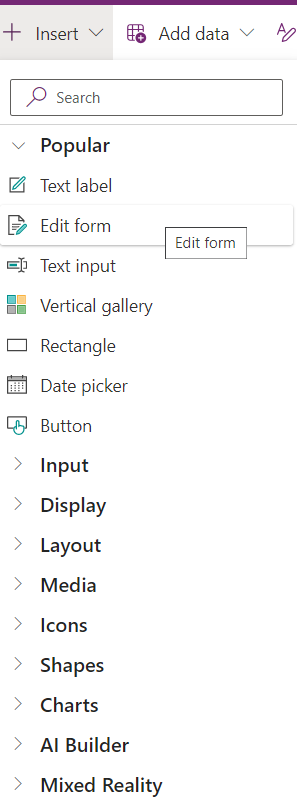 Insert Add data
Search
Popular
Text label
Edit form
Edit form
Text input
Vertical gallery
Rectangle
Date picker
Button
Input
Display
Layout
Media
Icons
Shapes
Charts
AI Builder
Mixed Reality